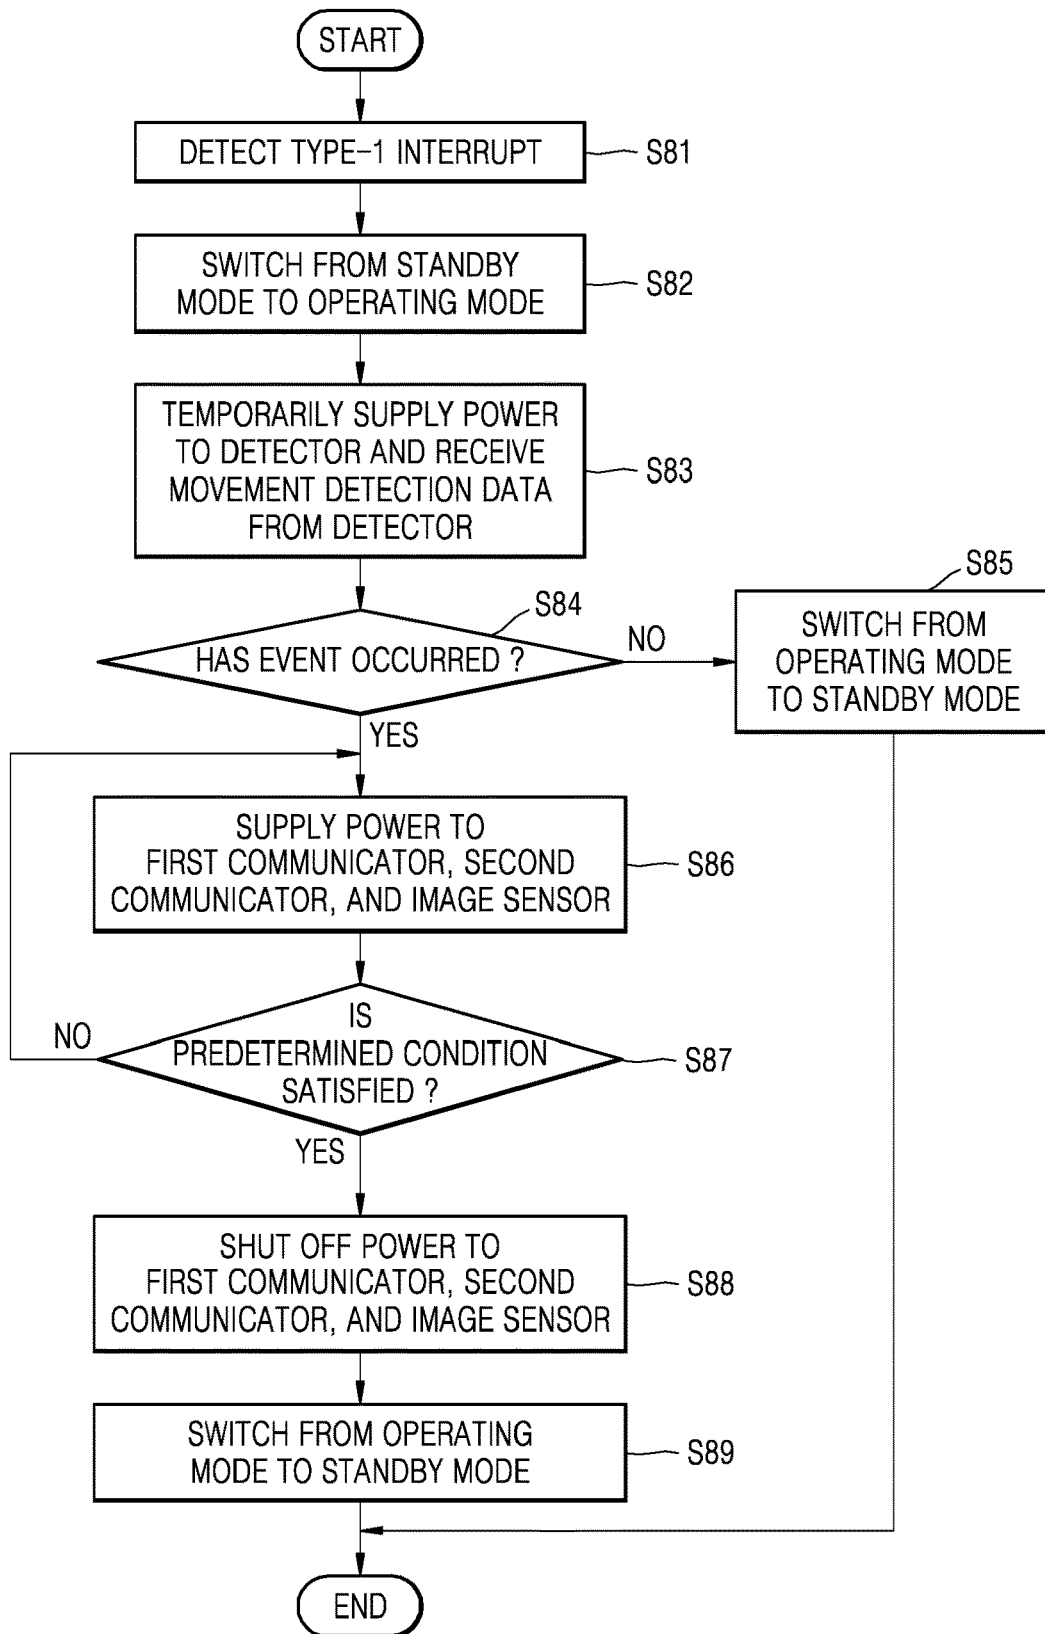 START
DETECT TYPE-1 INTERRUPT
S81
SWITCH FROM STANDBY
MODE TO OPERATING MODE
S82
TEMPORARILY SUPPLY POWER
TO DETECTOR AND RECEIVE
MOVEMENT DETECTION DATA
FROM DETECTOR
S83
HAS EVENT OCCURRED ?
S84
NO
S85
SWITCH FROM
OPERATING MODE
TO STANDBY MODE
YES
SUPPLY POWER TO
FIRST COMMUNICATOR, SECOND
COMMUNICATOR, AND IMAGE SENSOR
S86
IS
PREDETERMINED CONDITION
SATISFIED ?
S87
NO
YES
SHUT OFF POWER TO
FIRST COMMUNICATOR, SECOND
COMMUNICATOR, AND IMAGE SENSOR
S88
SWITCH FROM OPERATING
MODE TO STANDBY MODE
S89
END